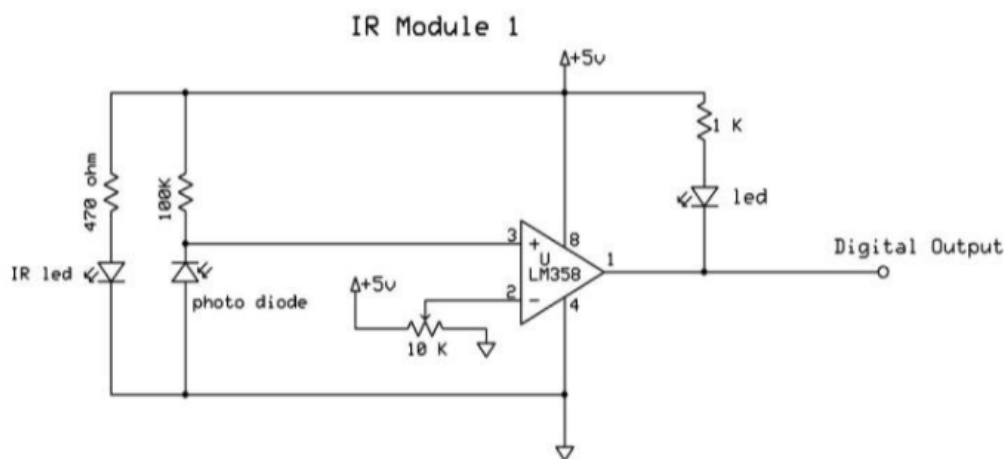 IR Module 1
+5v
1 K
470 ohm
100K
led
3
+
8
U
1
Digital Output
IR led
LM358
photo diode
+5v
2
-
4
10 K